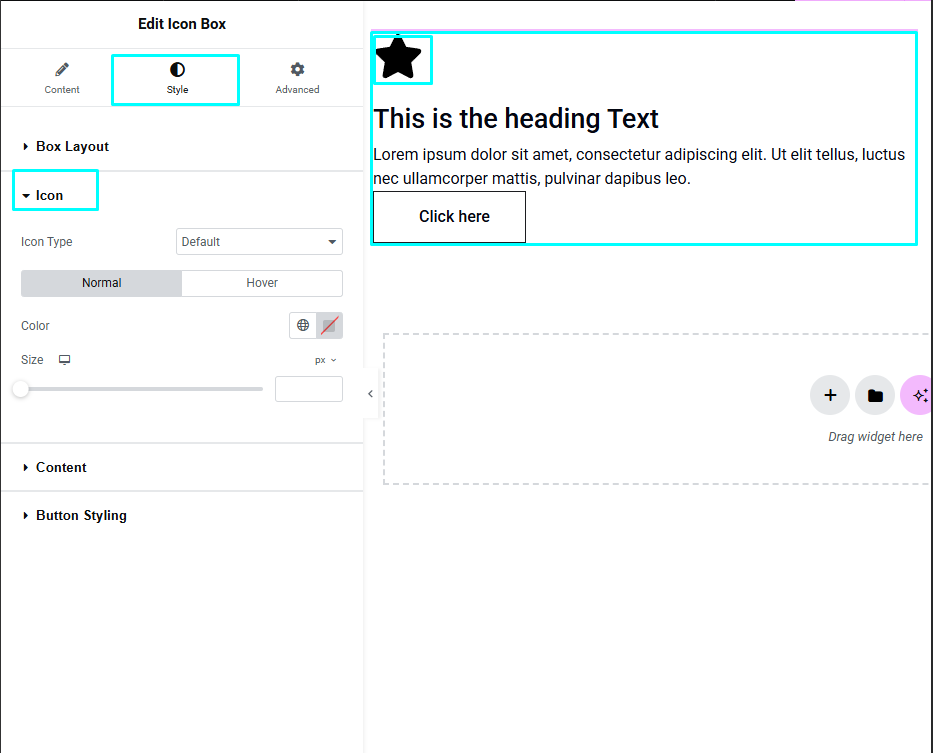 Edit Icon Box
Content
Style
Advanced
Box Layout
Icon
Icon Type
Default
Normal
Hover
Color
Size
px
Content
Button Styling
This is the heading Text
Lorem ipsum dolor sit amet, consectetur adipiscing elit. Ut elit tellus, luctus
nec ullamcorper mattis, pulvinar dapibus leo.
Click here
Drag widget here